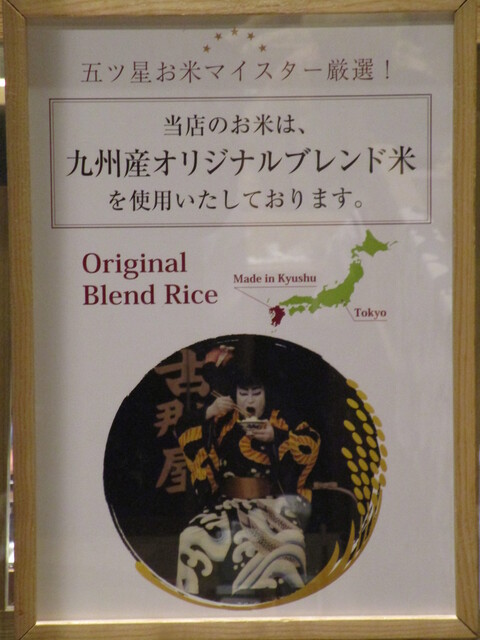 五ツ星お米マイスター厳選！
当店のお米は、
九州産オリジナルブレンド米
を使用いたしております。
Original
Blend Rice
Made in Kyushu
Tokyo